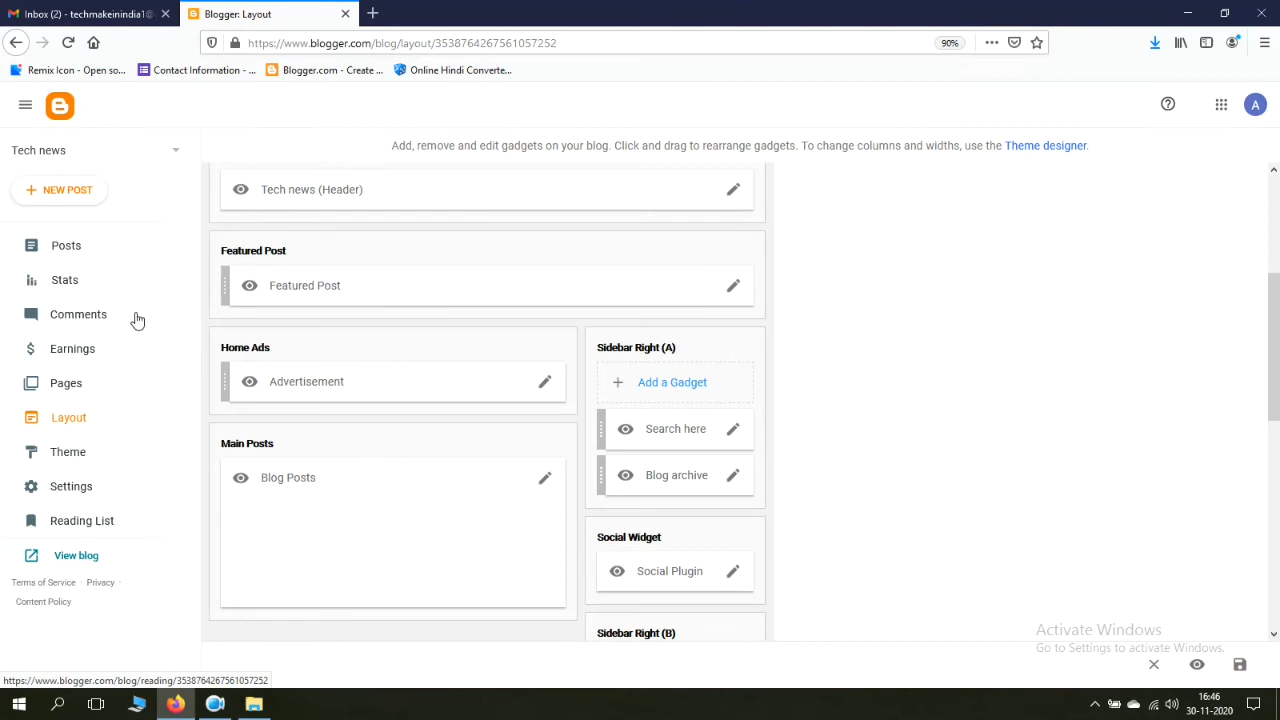 Inbox (2) - techmakeindia1@
Blogger: Layout
https://www.blogger.com/blog/layout/3538764267561057252
90%
Remix Icon - Open so...
Contact Information - ...
Blogger.com - Create ...
Online Hindi Converte...
A
Tech news
Add, remove and edit gadgets on your blog. Click and drag to rearrange gadgets. To change columns and widths, use the Theme designer.
NEW POST
Posts
Stats
Comments
Earnings
Pages
Layout
Theme
Settings
Reading List
View blog
Terms of Service · Privacy ·
Content Policy
Tech news (Header)
Featured Post
Featured Post
Home Ads
Advertisement
Main Posts
Blog Posts
Sidebar Right (A)
Add a Gadget
Search here
Blog archive
Social Widget
Social Plugin
Sidebar Right (B)
Activate Windows
Go to Settings to activate Windows.
https://www.blogger.com/blog/reading/3538764267561057252
16:46
30-11-2020